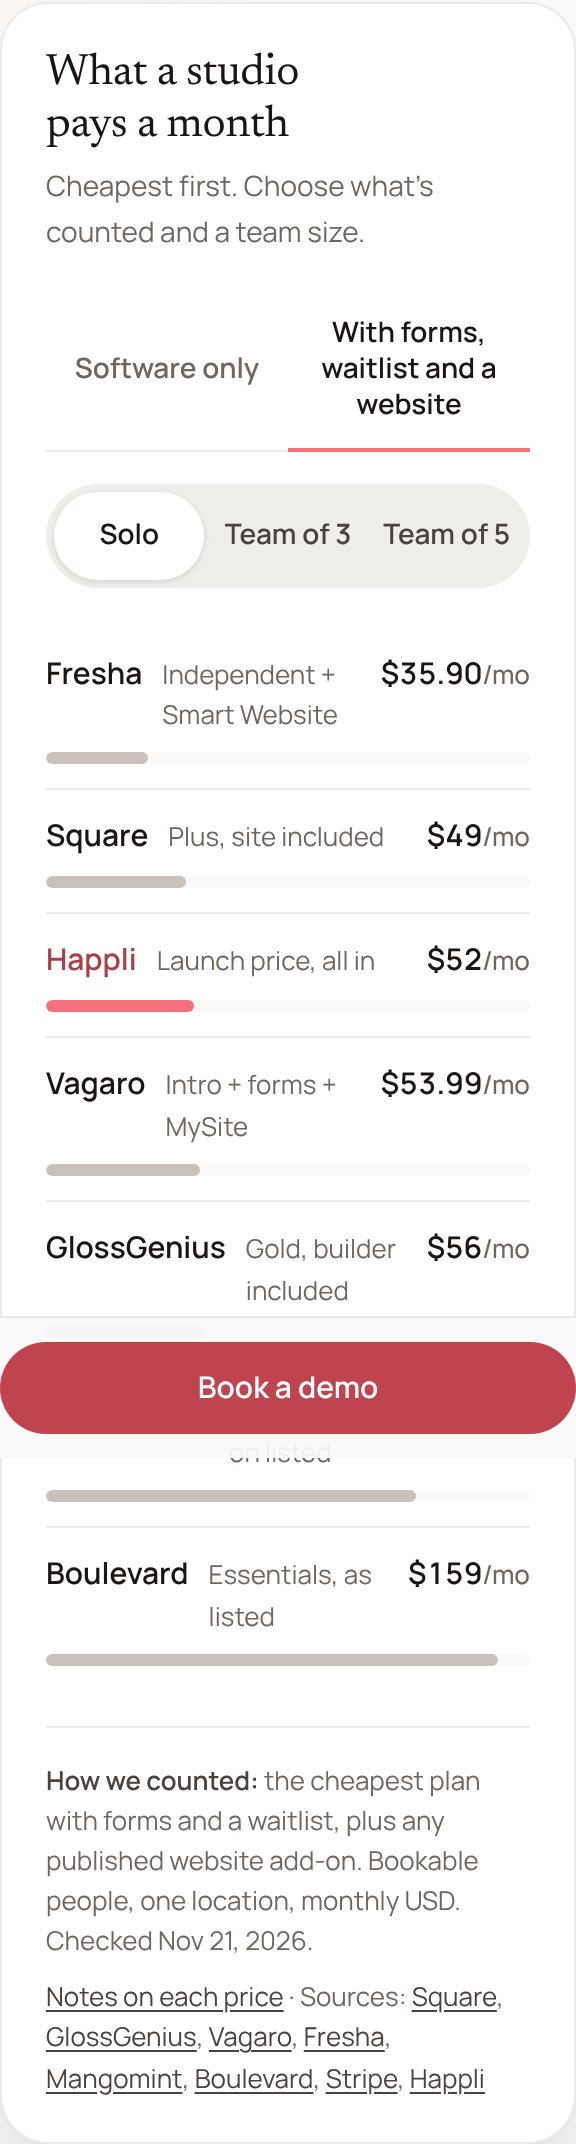 What a studio
pays a month
Cheapest first. Choose what's
counted and a team size.
Software only
With forms,
waitlist and a
website
Solo Team of 3 Team of 5
Fresha Independent + $35.90/mo
Smart Website
Square Plus, site included $49/mo
Happli Launch price, all in $52/mo
Vagaro Intro + forms + $53.99/mo
MySite
GlossGenius Gold, builder $56/mo
included
Book a demo
on listed
Boulevard Essentials, as $159/mo
listed
How we counted: the cheapest plan
with forms and a waitlist, plus any
published website add-on. Bookable
people, one location, monthly USD.
Checked Nov 21, 2026.
Notes on each price · Sources: Square,
GlossGenius, Vagaro, Fresha,
Mangomint, Boulevard, Stripe, Happli